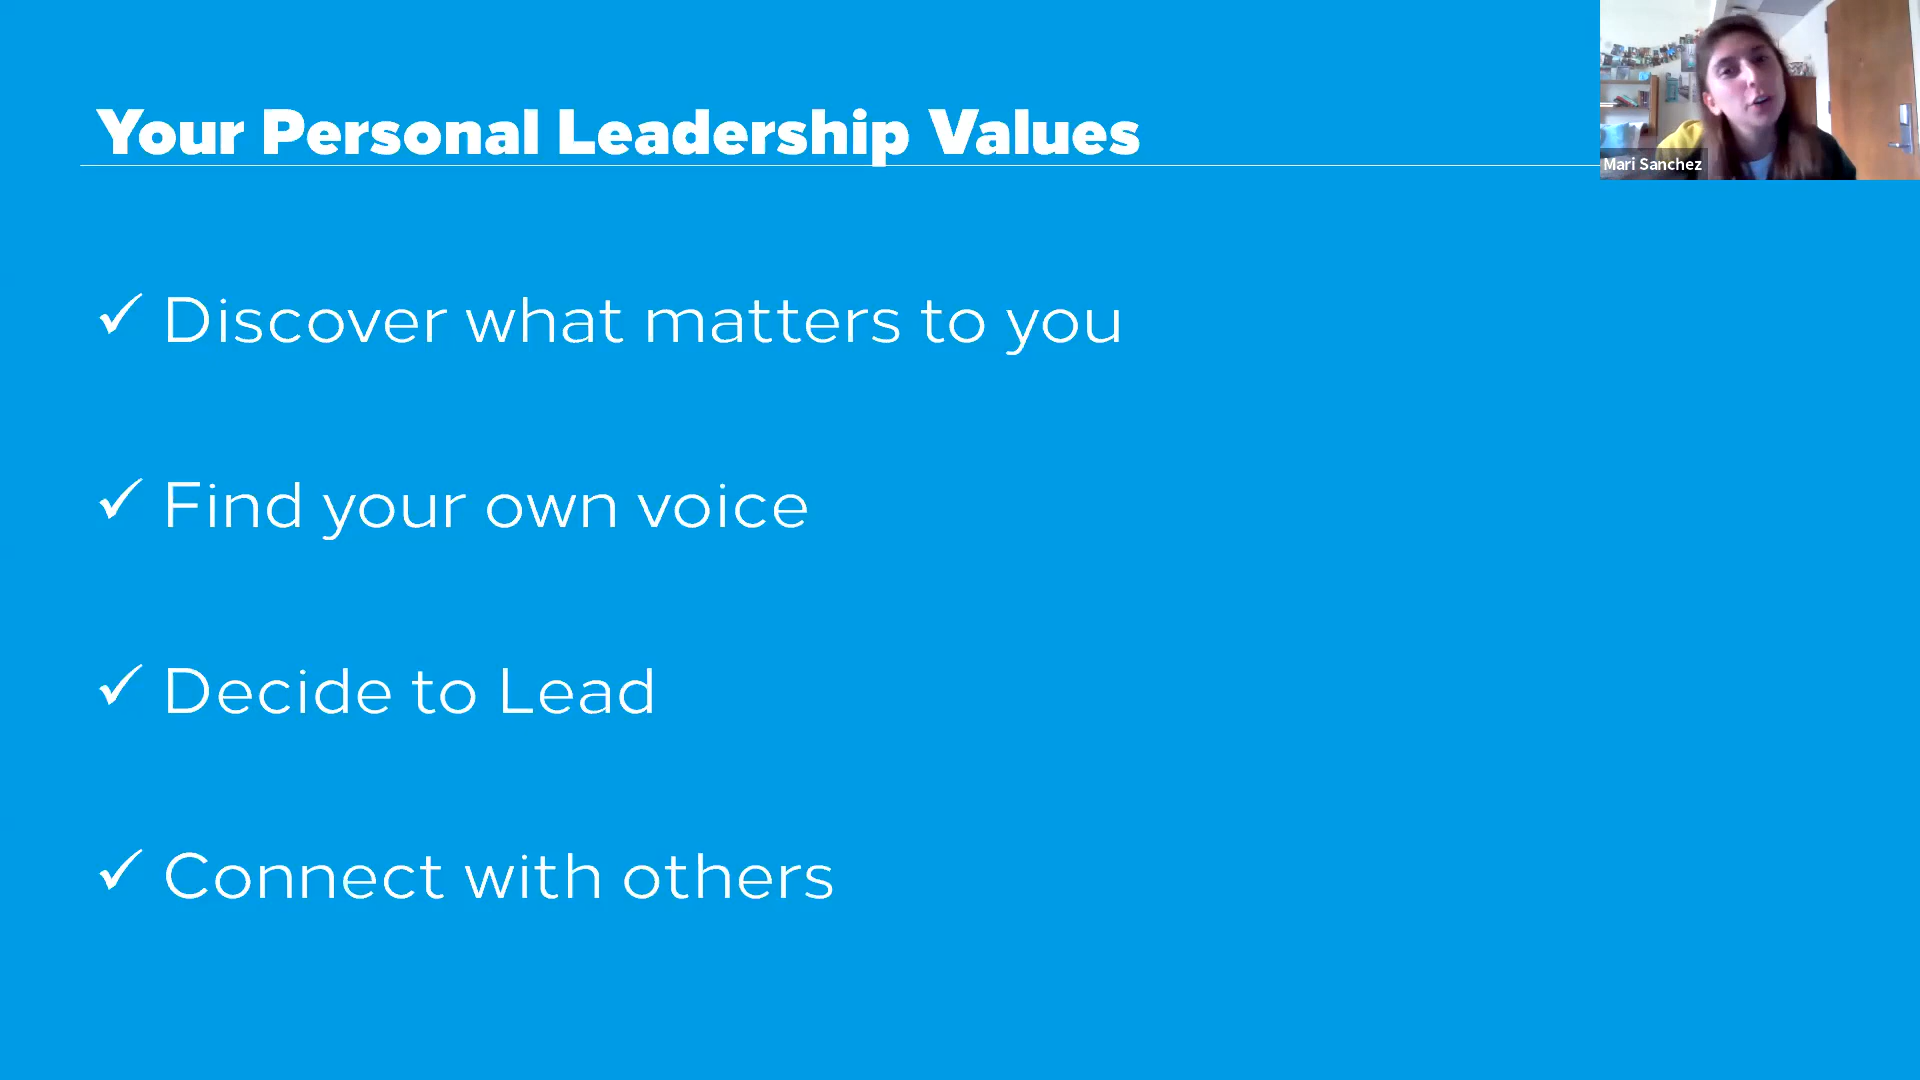 Your Personal Leadership Values
Mari Sanchez
✓ Discover what matters to you
✓ Find your own voice
✓ Decide to Lead
✓ Connect with others